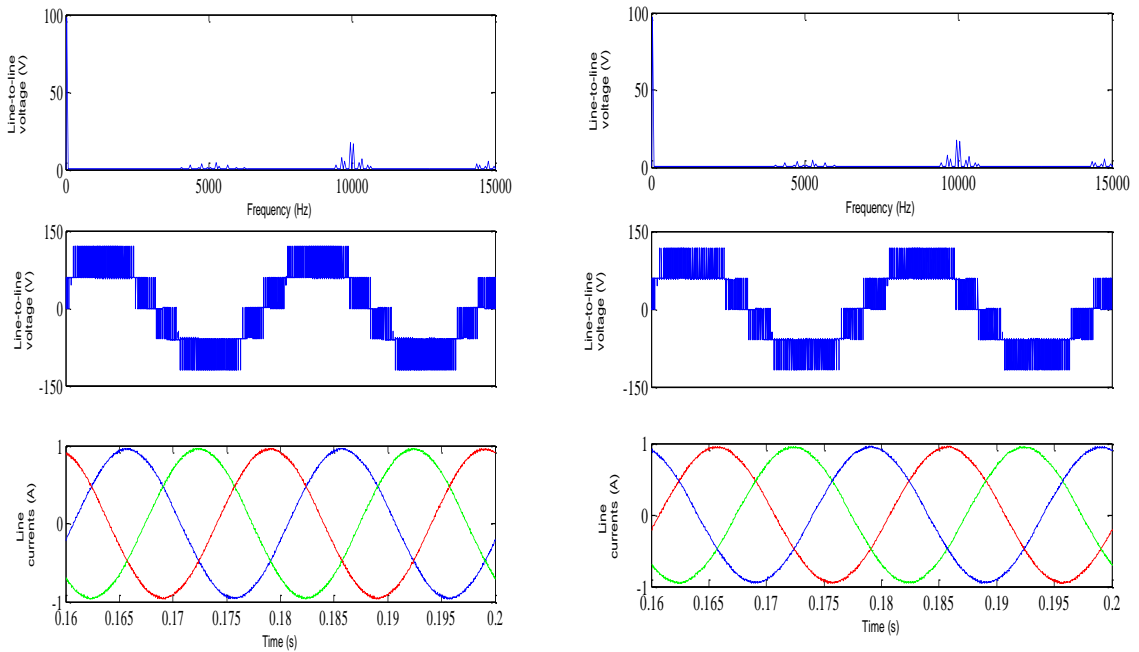 Line-to-line
voltage (V)
100
50
0
0
5000
10000
15000
Frequency (Hz)
Line-to-line
voltage (V)
150
0
-150
Line
currents (A)
1
0
-1
0.16
0.165
0.17
0.175
0.18
0.185
0.19
0.195
0.2
Time (s)
Line-to-line
voltage (V)
100
50
0
0
5000
10000
15000
Frequency (Hz)
Line-to-line
voltage (V)
150
0
-150
Line
currents (A)
1
0
-1
0.16
0.165
0.17
0.175
0.18
0.185
0.19
0.195
0.2
Time (s)